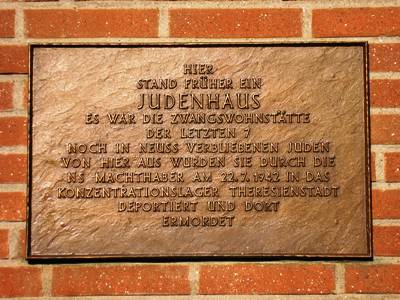 HIER
STAND FRÜHER EIN
JUDENHAUS
ES WAR DIE ZWANGSWOHNSTÄTTE
DER LETZTEN 7
NOCH IN NEUSS VERBLIEBENEN JUDEN
VON HIER AUS WURDEN SIE DURCH DIE
NS MACHTHABER AM 22.7.1942 IN DAS
KONZENTRATIONSLAGER THERESIENSTADT
DEPORTIERT UND DORT
ERMORDET